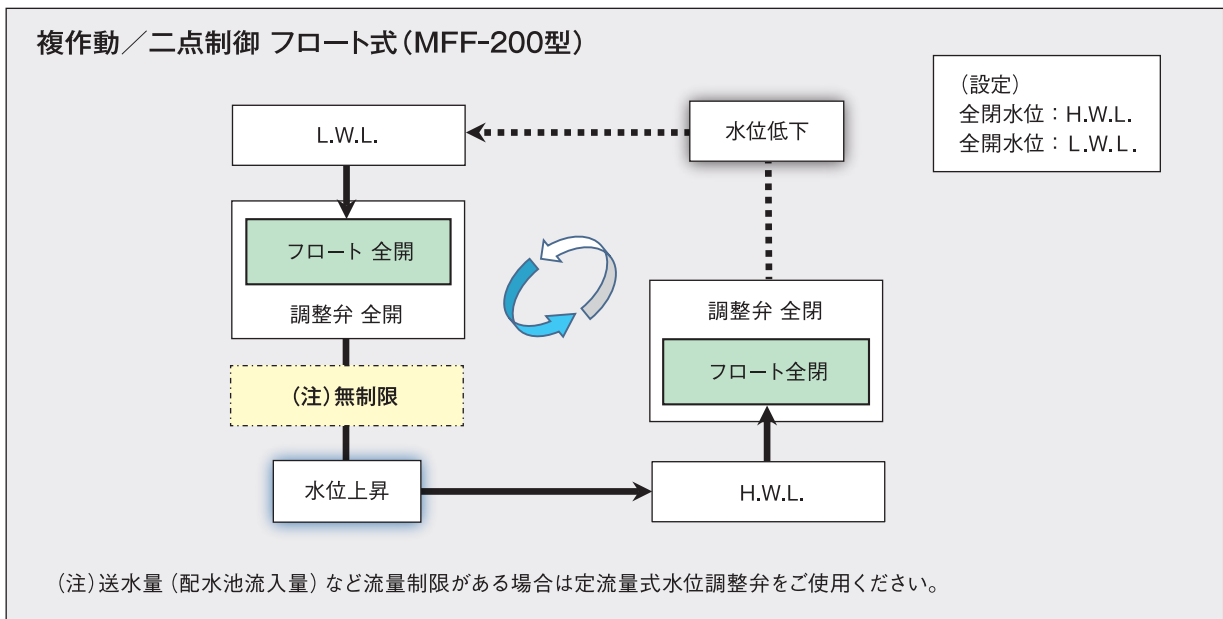 複作動／二点制御 フロート式（MFF-200型）
（設定）
全閉水位：H.W.L.
全開水位：L.W.L.
L.W.L.
水位低下
フロート 全開
調整弁 全開
調整弁 全閉
フロート全閉
（注）無制限
水位上昇
H.W.L.
（注）送水量（配水池流入量）など流量制限がある場合は定流量式水位調整弁をご使用ください。